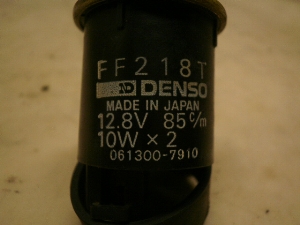 FF218T
DENSO
MADE IN JAPAN
12.8V 85c/m
10W×2
061300-7910